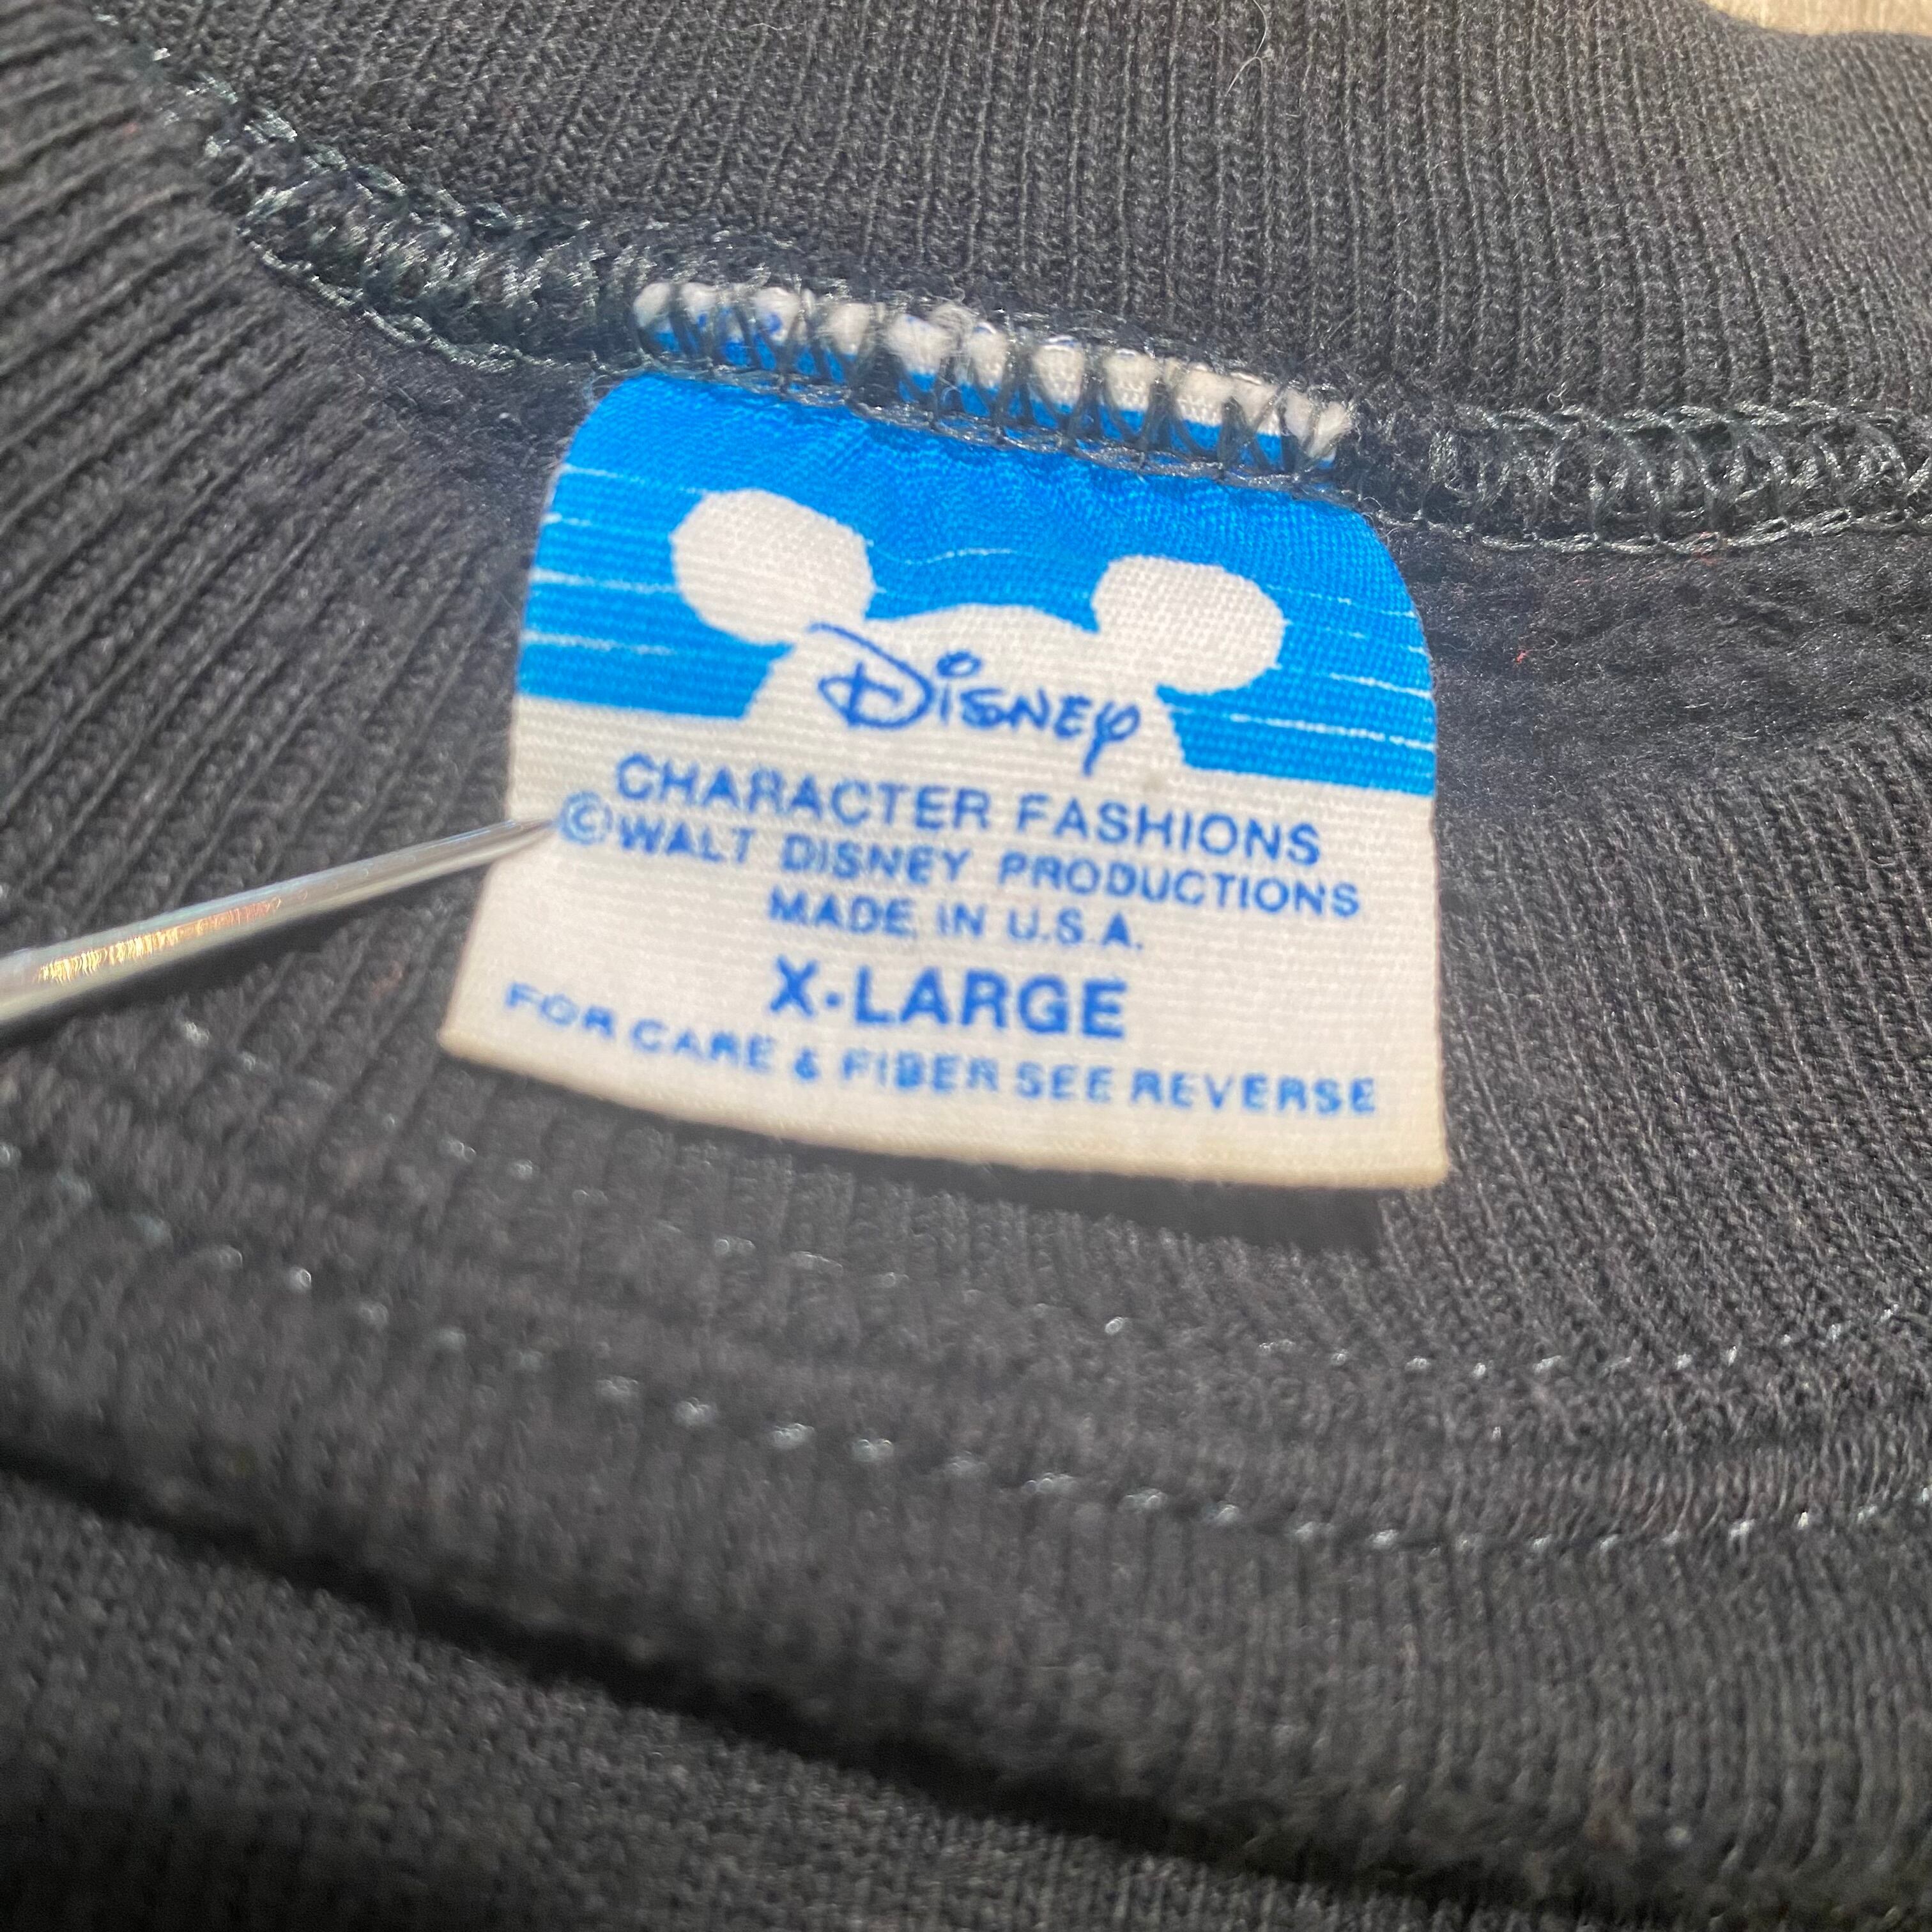 Disney
CHARACTER FASHIONS
©WALT DISNEY PRODUCTIONS
MADE IN U.S.A.
X-LARGE
FOR CARE & FIBER SEE REVERSE